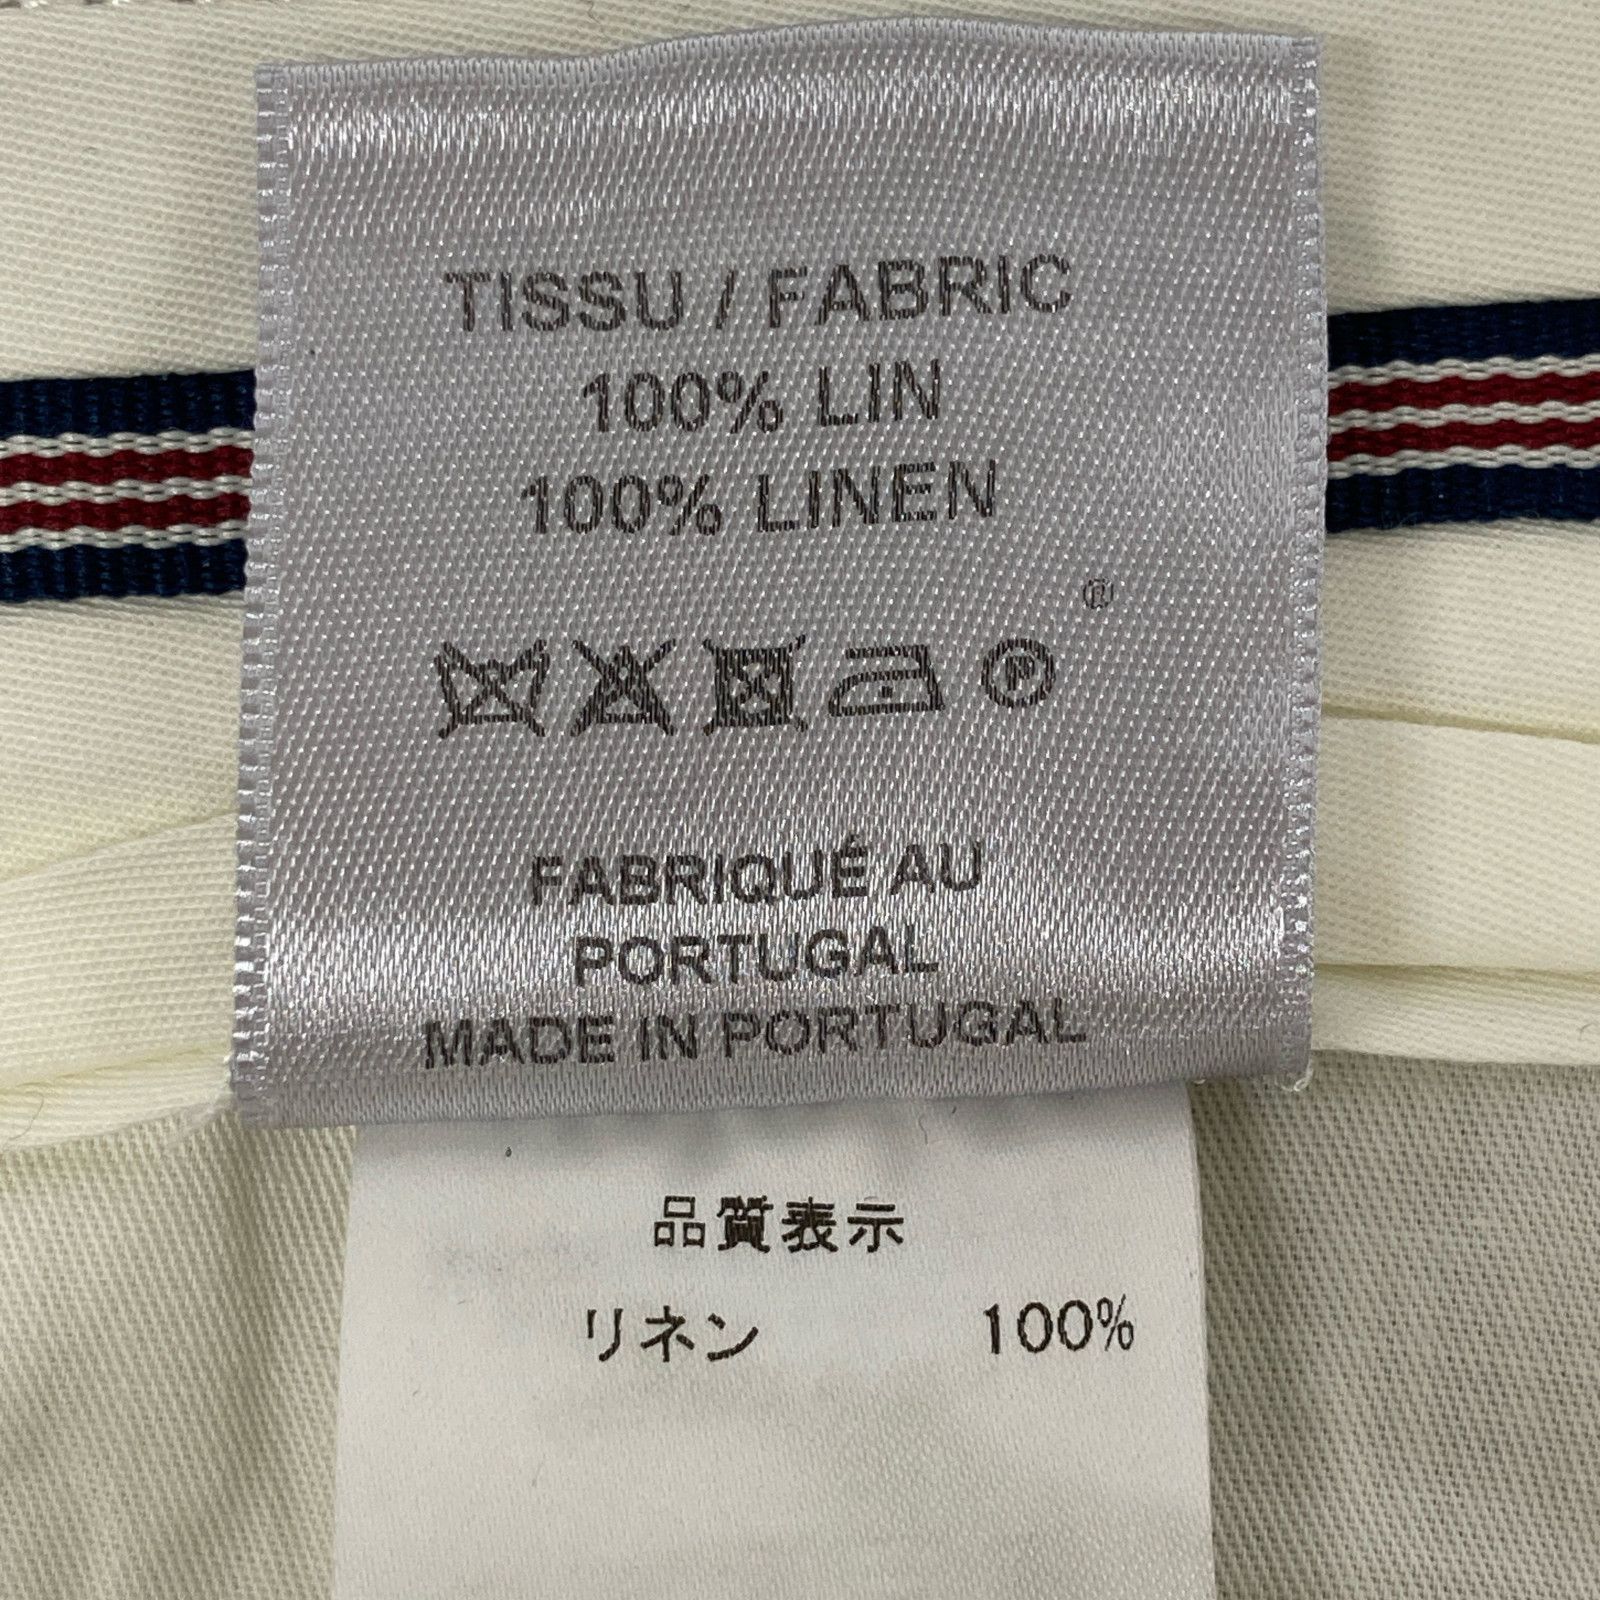 TISSU / FABRIC
100% LIN
100% LINEN
®
P
FABRIQUÉ AU
PORTUGAL
MADE IN PORTUGAL
品質表示
リネン 100%